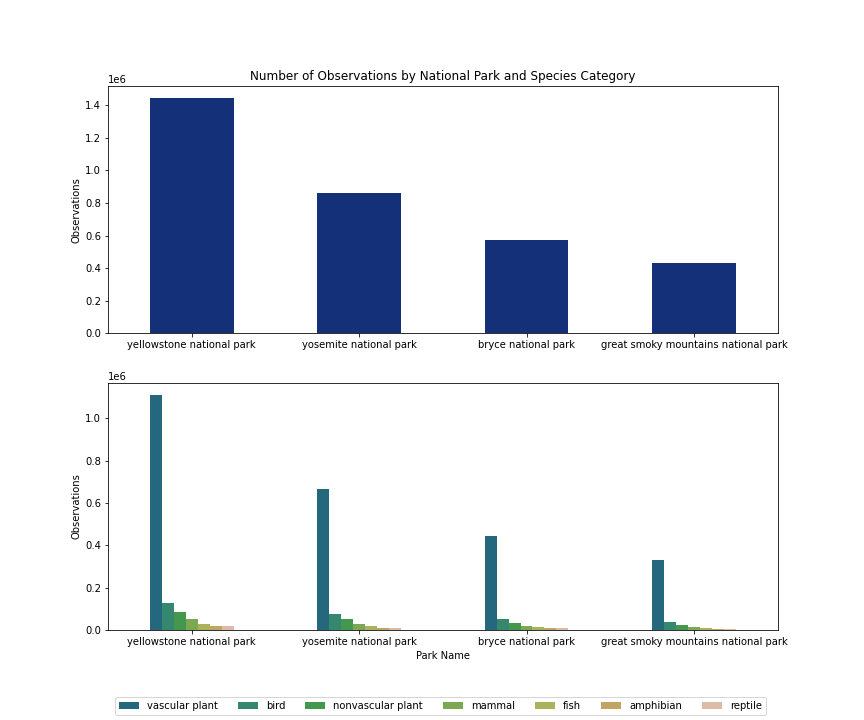 Number of Observations by National Park and Species Category
1e6
1.4
1.2
1.0
0.8
0.6
0.4
0.2
0.0
Observations
yellowstone national park yosemite national park bryce national park great smoky mountains national park
1e6
1.0
0.8
0.6
0.4
0.2
0.0
Observations
yellowstone national park yosemite national park bryce national park great smoky mountains national park
Park Name
vascular plant bird nonvascular plant mammal fish amphibian reptile